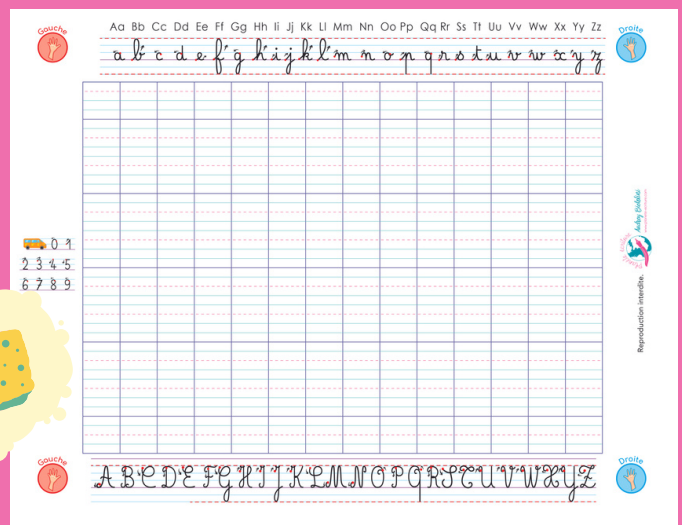 Gauche
Aa Bb Cc Dd Ee Ff Gg Hh Ii Jj Kk Ll Mm Nn Oo Pp Qq Rr Ss Tt Uu Vv Ww Xx Yy Zz
Droite
a b c d e f g h i j k l m n o p q r s t u v w x y z
0 1
2 3 4 5
6 7 8 9
Reproduction interdite.
Gauche
A B C D E F G H I J K L M N O P Q R S T U V W X Y Z
Droite